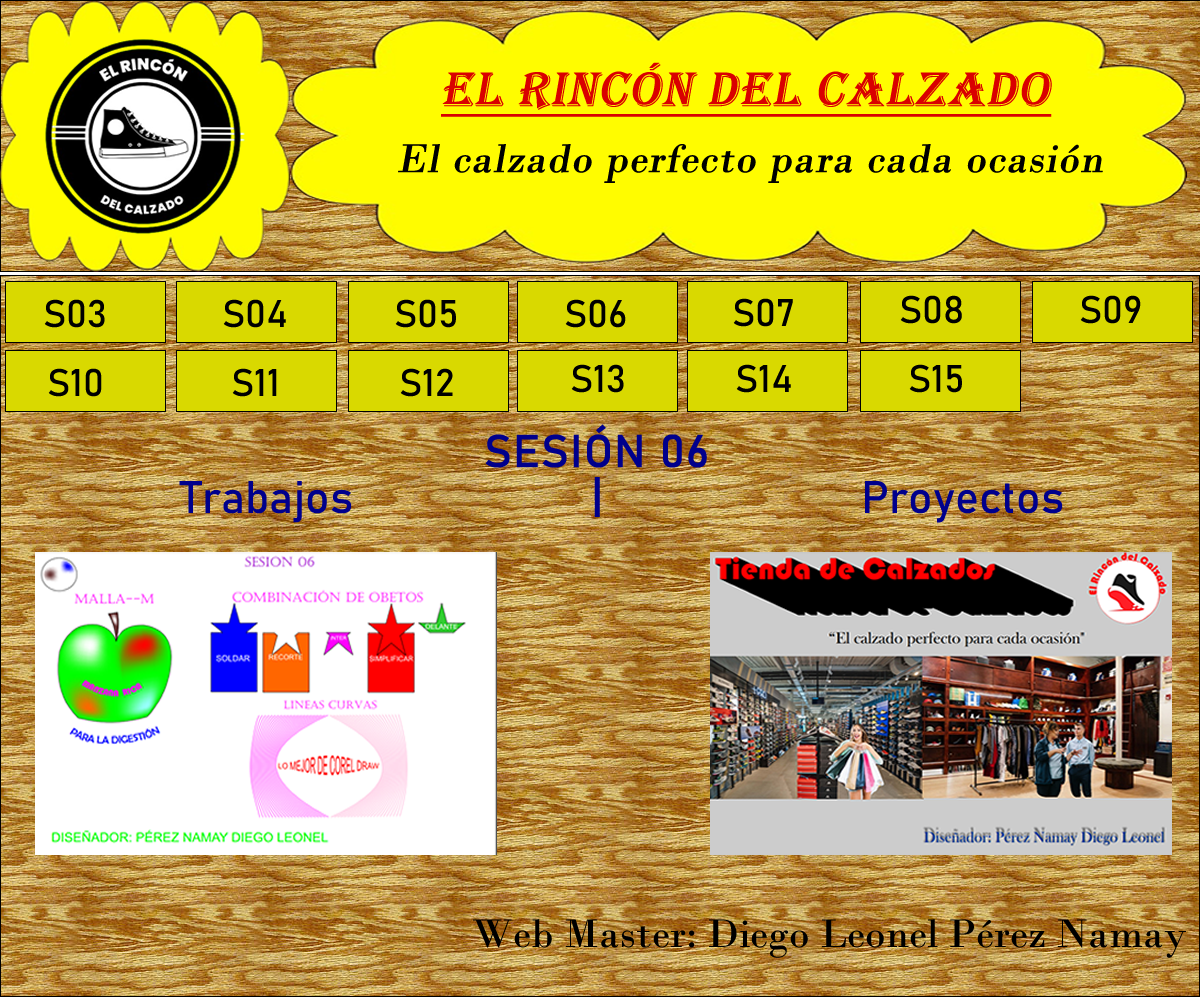 EL RINCÓN
DEL CALZADO
EL RINCÓN DEL CALZADO
El calzado perfecto para cada ocasión
S03 S04 S05 S06 S07 S08 S09
S10 S11 S12 S13 S14 S15
SESIÓN 06
Trabajos | Proyectos
SESION 06
MALLA--M
COMBINACIÓN DE OBETOS
SOLDAR
RECORTE
INTER
SIMPLIFICAR
DELANTE
MANZANA RICA
PARA LA DIGESTIÓN
LINEAS CURVAS
LO MEJOR DE COREL DRAW
DISEÑADOR: PÉREZ NAMAY DIEGO LEONEL
Tienda de Calzados
El Rincón del Calzado
“El calzado perfecto para cada ocasión"
Diseñador: Pérez Namay Diego Leonel
Web Master: Diego Leonel Pérez Namay